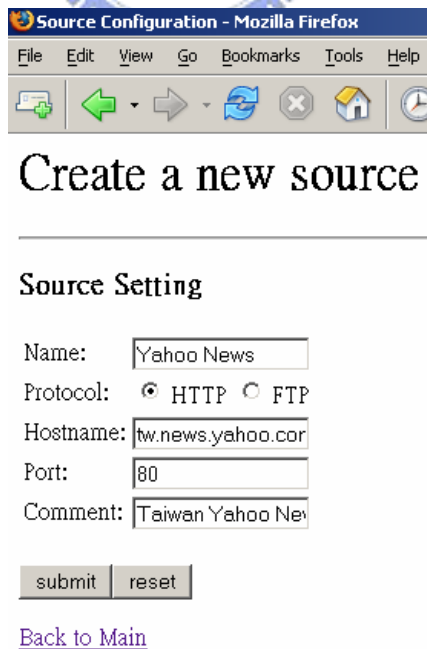 Source Configuration - Mozilla Firefox
File Edit View Go Bookmarks Tools Help
Create a new source
Source Setting
Name: Yahoo News
Protocol: HTTP FTP
Hostname: tw.news.yahoo.cor
Port: 80
Comment: Taiwan Yahoo Nev
submit reset
Back to Main